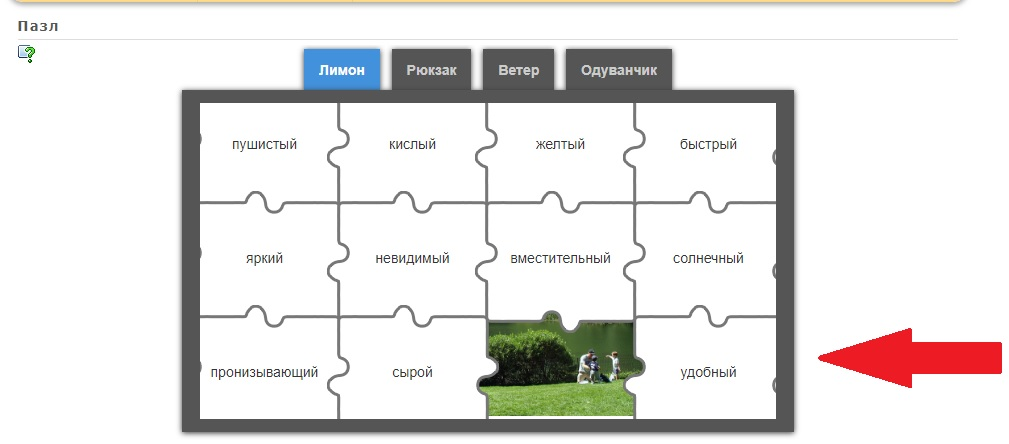 Пазл
Лимон Рюкзак Ветер Одуванчик
пушистый кислый желтый быстрый
яркий невидимый вместительный солнечный
пронизывающий сырой удобный